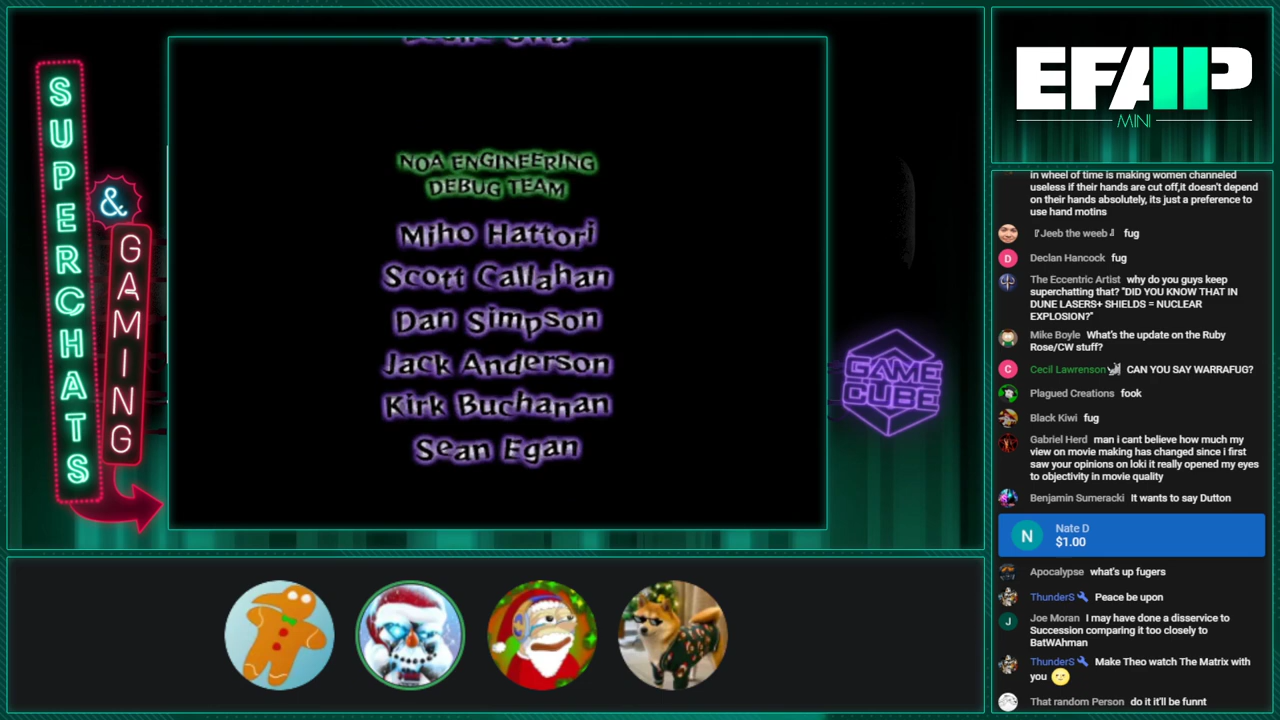 SUPERCHATS
&
GAMING
NOA ENGINEERING
DEBUG TEAM
Miho Hattori
Scott Callahan
Dan Simpson
Jack Anderson
Kirk Buchanan
Sean Egan
GAME
CUBE
EFAP
MINI
in wheel of time is making women channeled
useless if their hands are cut off,it doesn't depend
on their hands absolutely, its just a preference to
use hand motins
『Jeeb the weeb』 fug
D
Declan Hancock fug
The Eccentric Artist why do you guys keep
superchatting that? "DID YOU KNOW THAT IN
DUNE LASERS+ SHIELDS = NUCLEAR
EXPLOSION?"
Mike Boyle What's the update on the Ruby
Rose/CW stuff?
C
Cecil Lawrenson CAN YOU SAY WARRAFUG?
Plagued Creations fook
Black Kiwi fug
Gabriel Herd man i cant believe how much my
view on movie making has changed since i first
saw your opinions on loki it really opened my eyes
to objectivity in movie quality
Benjamin Sumeracki It wants to say Dutton
N
Nate D
$1.00
Apocalypse what's up fugers
ThunderS Peace be upon
J
Joe Moran I may have done a disservice to
Succession comparing it too closely to
BatWAhman
ThunderS Make Theo watch The Matrix with
you
That random Person do it it'll be funnt